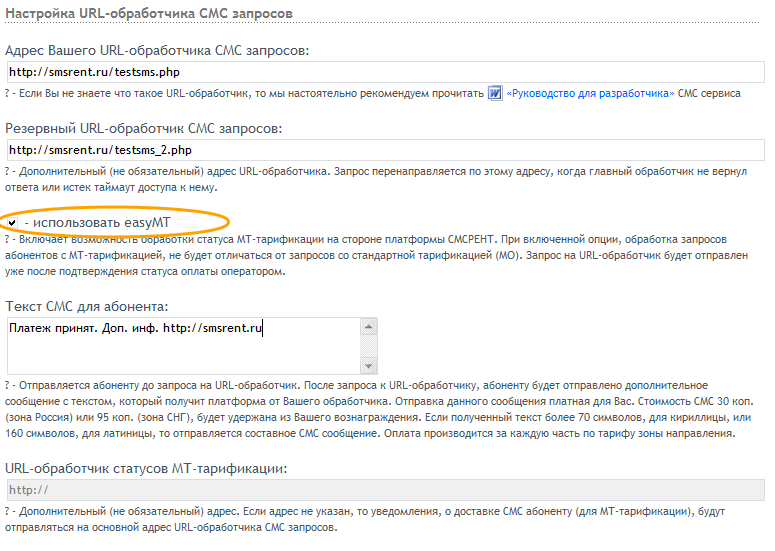 Настройка URL-обработчика СМС запросов
Адрес Вашего URL-обработчика СМС запросов:
http://smsrent.ru/testsms.php
? - Если Вы не знаете что такое URL-обработчик, то мы настоятельно рекомендуем прочитать «Руководство для разработчика» СМС сервиса
Резервный URL-обработчик СМС запросов:
http://smsrent.ru/testsms_2.php
? - Дополнительный (не обязательный) адрес URL-обработчика. Запрос перенаправляется по этому адресу, когда главный обработчик не вернул
ответа или истек таймаут доступа к нему.
- использовать easyMT
? - Включает возможность обработки статуса МТ-тарификации на стороне платформы СМСРЕНТ. При включенной опции, обработка запросов
абонентов с МТ-тарификацией, не будет отличаться от запросов со стандартной тарификацией (МО). Запрос на URL-обработчик будет отправлен
уже после подтверждения статуса оплаты оператором.
Текст СМС для абонента:
Платеж принят. Доп. инф. http://smsrent.ru
? - Отправляется абоненту до запроса на URL-обработчик. После запроса к URL-обработчику, абоненту будет отправлено дополнительное
сообщение с текстом, который получит платформа от Вашего обработчика. Отправка данного сообщения платная для Вас. Стоимость СМС 30 коп.
(зона Россия) или 95 коп. (зона СНГ), будет удержана из Вашего вознаграждения. Если полученный текст более 70 символов, для кириллицы, или
160 символов, для латиницы, то отправляется составное СМС сообщение. Оплата производится за каждую часть по тарифу зоны направления.
URL-обработчик статусов МТ-тарификации:
http://
? - Дополнительный (не обязательный) адрес. Если адрес не указан, то уведомления, о доставке СМС абоненту (для МТ-тарификации), будут
отправляться на основной адрес URL-обработчика СМС запросов.